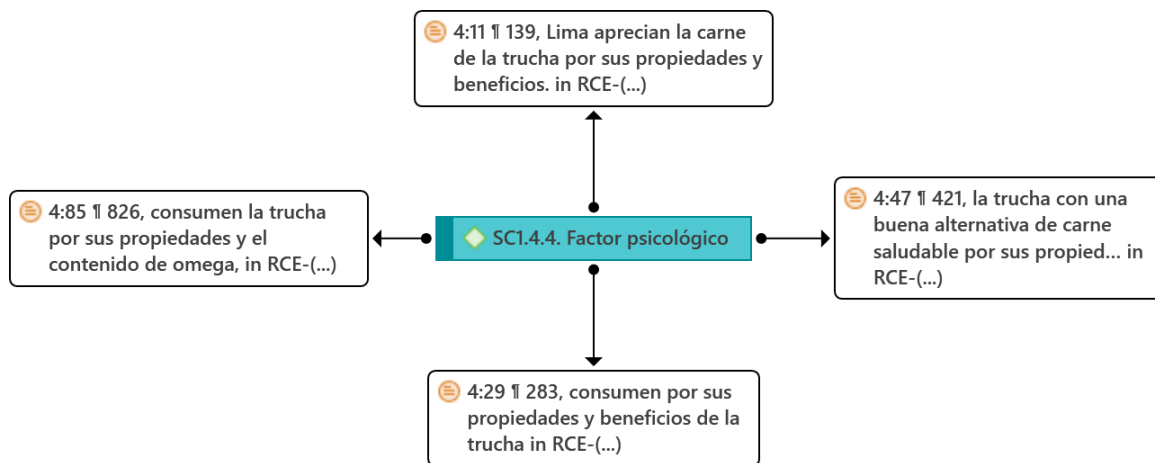 4:11 ¶ 139, Lima aprecian la carne
de la trucha por sus propiedades y
beneficios. in RCE-(...)
4:85 ¶ 826, consumen la trucha
por sus propiedades y el
contenido de omega, in RCE-(...)
SC1.4.4. Factor psicológico
4:47 ¶ 421, la trucha con una
buena alternativa de carne
saludable por sus propied... in
RCE-(...)
4:29 ¶ 283, consumen por sus
propiedades y beneficios de la
trucha in RCE-(...)